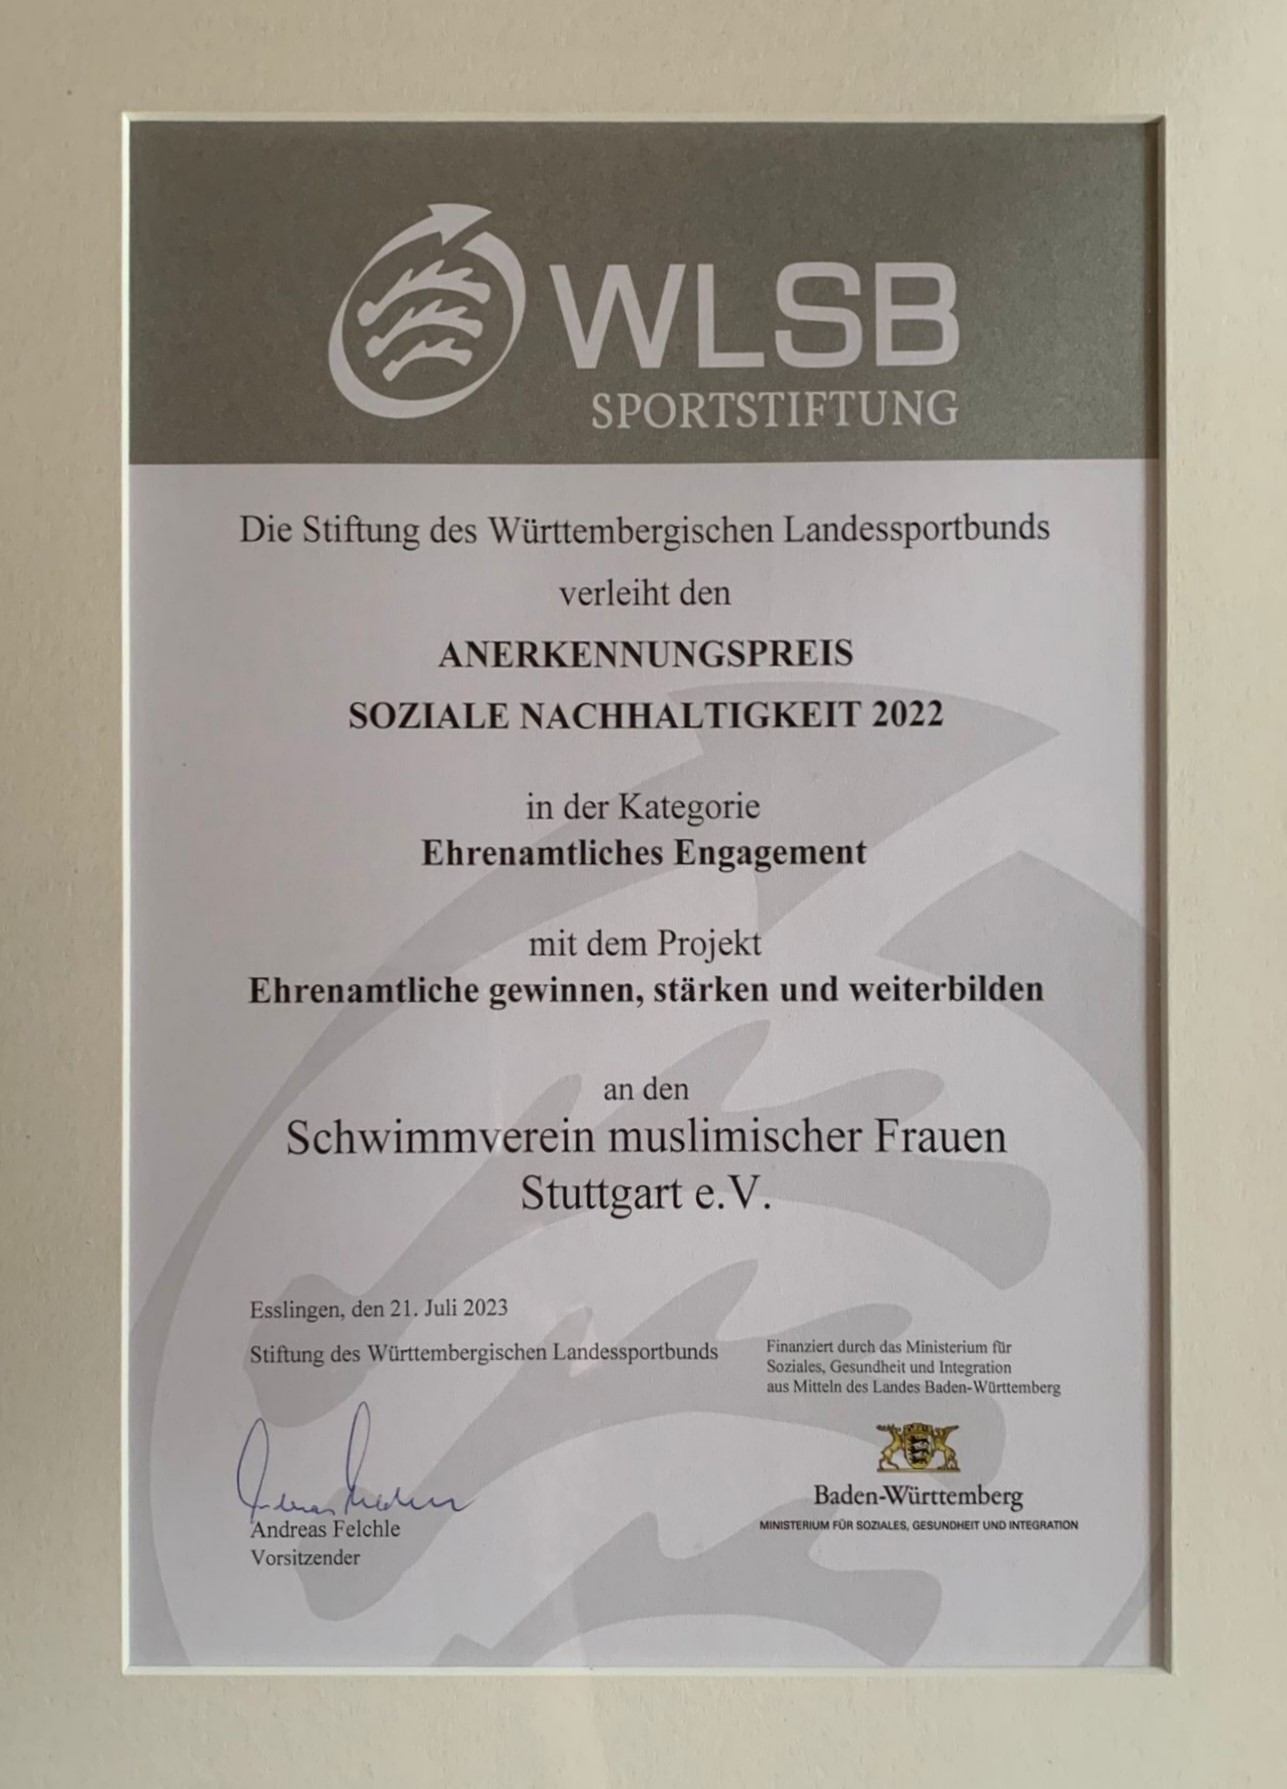 WLSB
SPORTSTIFTUNG
Die Stiftung des Württembergischen Landessportbunds
verleiht den
ANERKENNUNGSPREIS
SOZIALE NACHHALTIGKEIT 2022
in der Kategorie
Ehrenamtliches Engagement
mit dem Projekt
Ehrenamtliche gewinnen, stärken und weiterbilden
an den
Schwimmverein muslimischer Frauen
Stuttgart e.V.
Esslingen, den 21. Juli 2023
Stiftung des Württembergischen Landessportbunds
Andreas Felchle
Vorsitzender
Finanziert durch das Ministerium für
Soziales, Gesundheit und Integration
aus Mitteln des Landes Baden-Württemberg
Baden-Württemberg
MINISTERIUM FÜR SOZIALES, GESUNDHEIT UND INTEGRATION